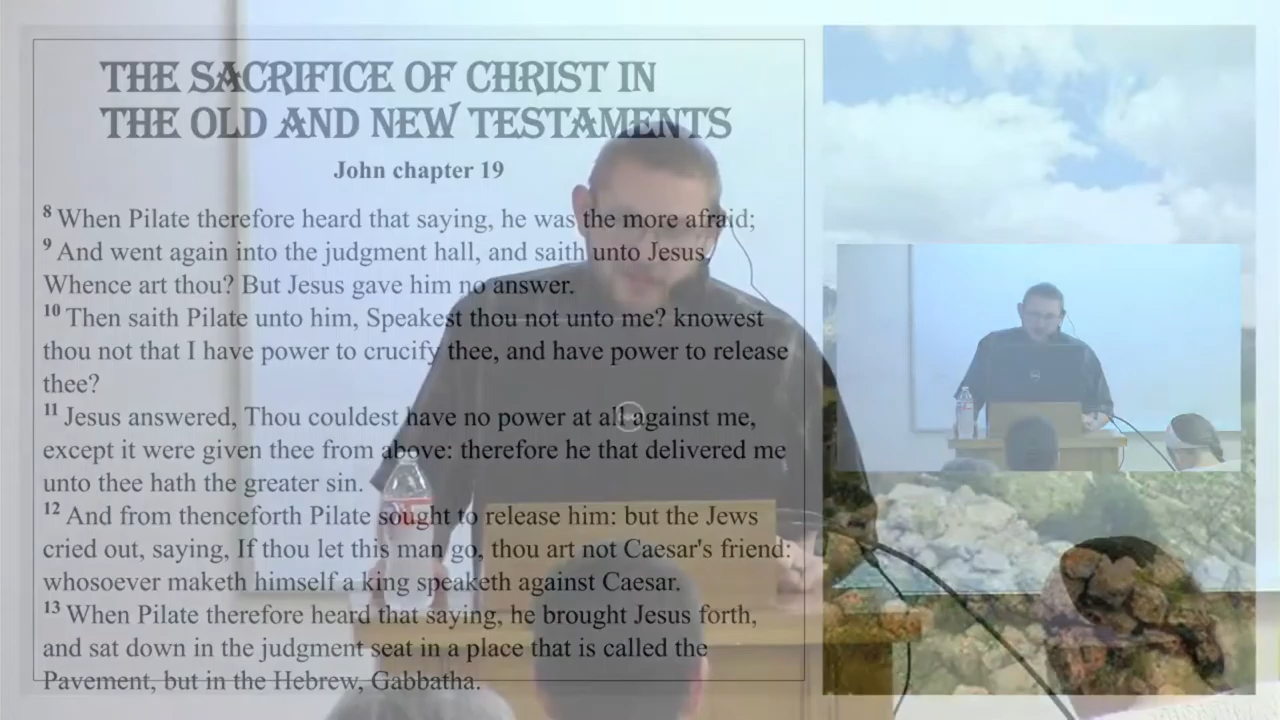 THE SACRIFICE OF CHRIST IN
THE OLD AND NEW TESTAMENTS
John chapter 19
8 When Pilate therefore heard that saying, he was the more afraid;
9 And went again into the judgment hall, and saith unto Jesus,
Whence art thou? But Jesus gave him no answer.
10 Then saith Pilate unto him, Speakest thou not unto me? knowest
thou not that I have power to crucify thee, and have power to release
thee?
11 Jesus answered, Thou couldest have no power at all against me,
except it were given thee from above: therefore he that delivered me
unto thee hath the greater sin.
12 And from thenceforth Pilate sought to release him: but the Jews
cried out, saying, If thou let this man go, thou art not Caesar's friend:
whosoever maketh himself a king speaketh against Caesar.
13 When Pilate therefore heard that saying, he brought Jesus forth,
and sat down in the judgment seat in a place that is called the
Pavement, but in the Hebrew, Gabbatha.